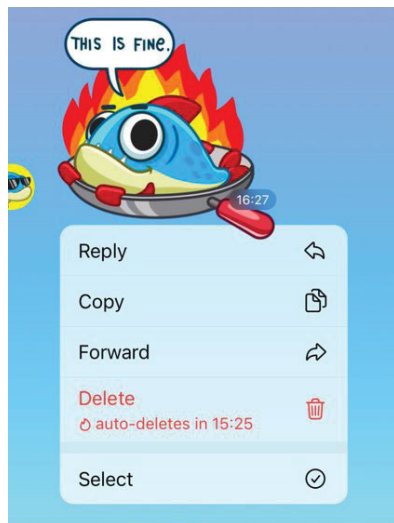 THIS IS FINE.
16:27
Reply
Copy
Forward
Delete
auto-deletes in 15:25
Select